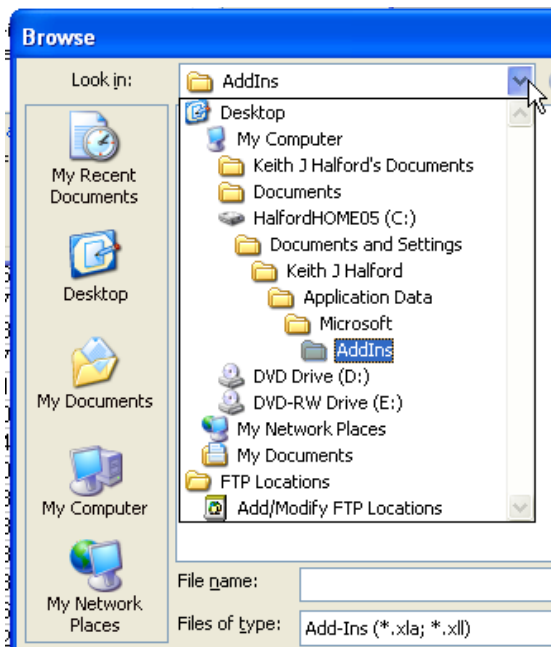 Browse
Look in:
AddIns
Desktop
My Computer
Keith J Halford's Documents
Documents
HalfordHOME05 (C:)
Documents and Settings
Keith J Halford
Application Data
Microsoft
AddIns
DVD Drive (D:)
DVD-RW Drive (E:)
My Network Places
My Documents
FTP Locations
Add/Modify FTP Locations
My Recent
Documents
Desktop
My Documents
My Computer
My Network
Places
File name:
Files of type:
Add-Ins (*.xla; *.xll)